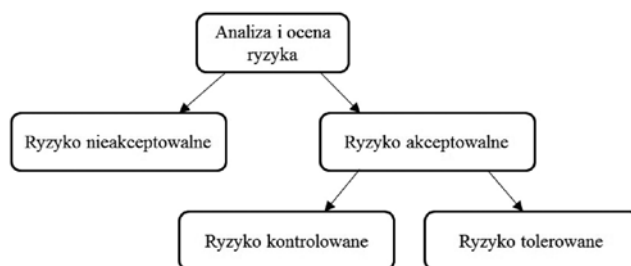 Analiza i ocena
ryzyka
Ryzyko nieakceptowalne
Ryzyko akceptowalne
Ryzyko kontrolowane
Ryzyko tolerowane